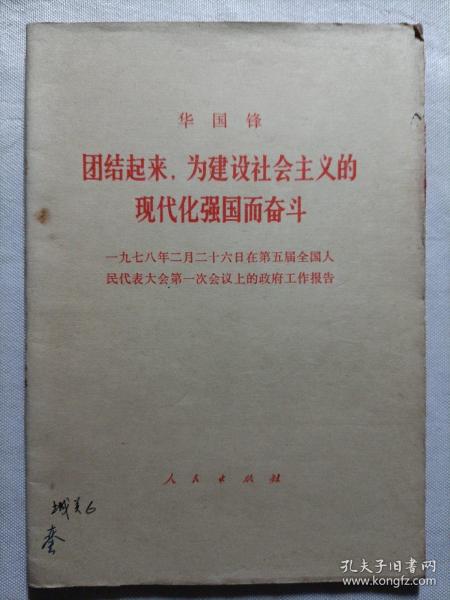 华国锋
团结起来，为建设社会主义的
现代化强国而奋斗
一九七八年二月二十六日在第五届全国人
民代表大会第一次会议上的政府工作报告
人民出版社
孔夫子旧书网
www.kongfz.com